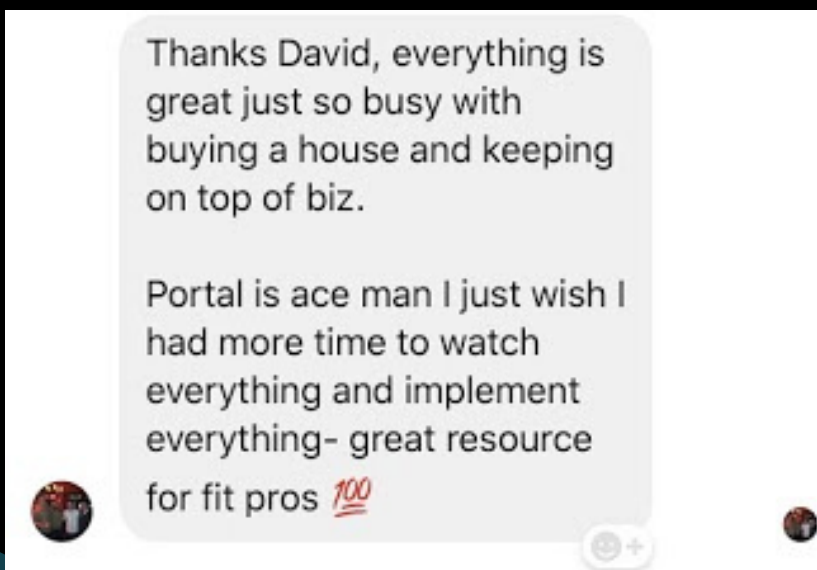 Thanks David, everything is
great just so busy with
buying a house and keeping
on top of biz.
Portal is ace man I just wish I
had more time to watch
everything and implement
everything- great resource
for fit pros 💯